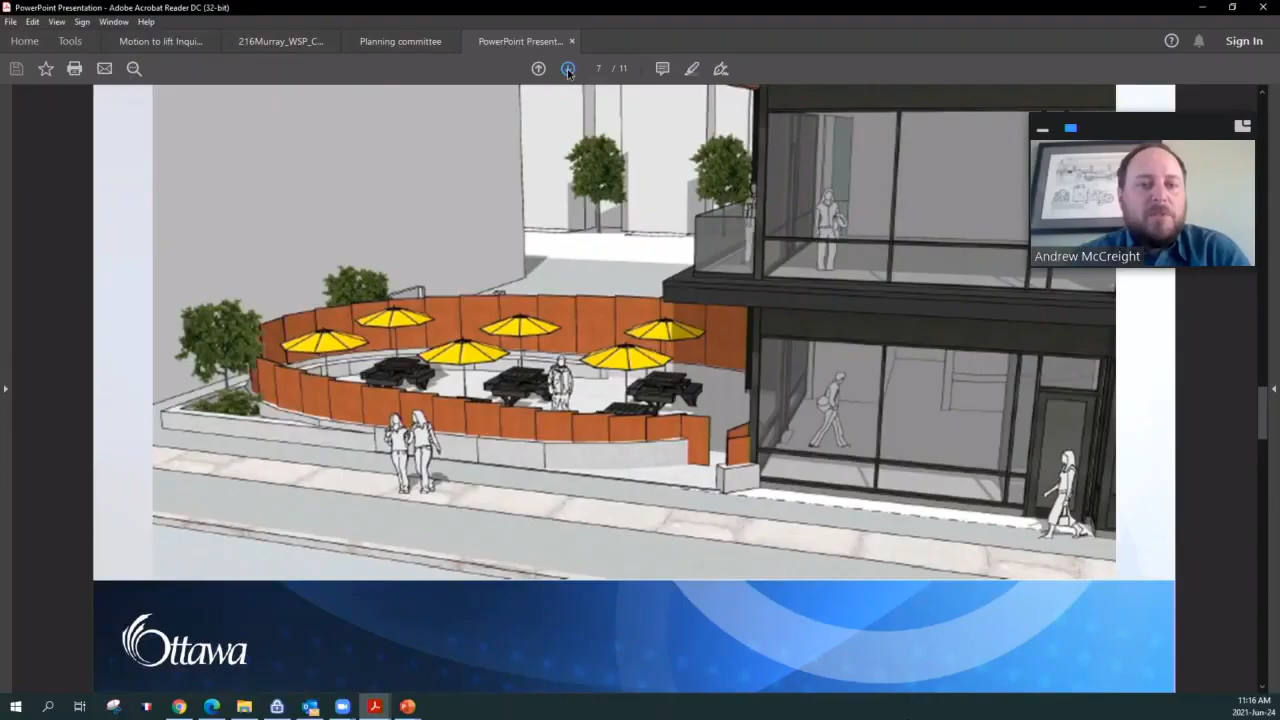 PowerPoint Presentation - Adobe Acrobat Reader DC (32-bit)
File Edit View Sign Window Help
Home Tools Motion to lift Inqui... 216Murray_WSP_C... Planning committee PowerPoint Present... × Sign In
7 / 11
Andrew McCreight
Ottawa
11:16 AM
2021-Jun-24